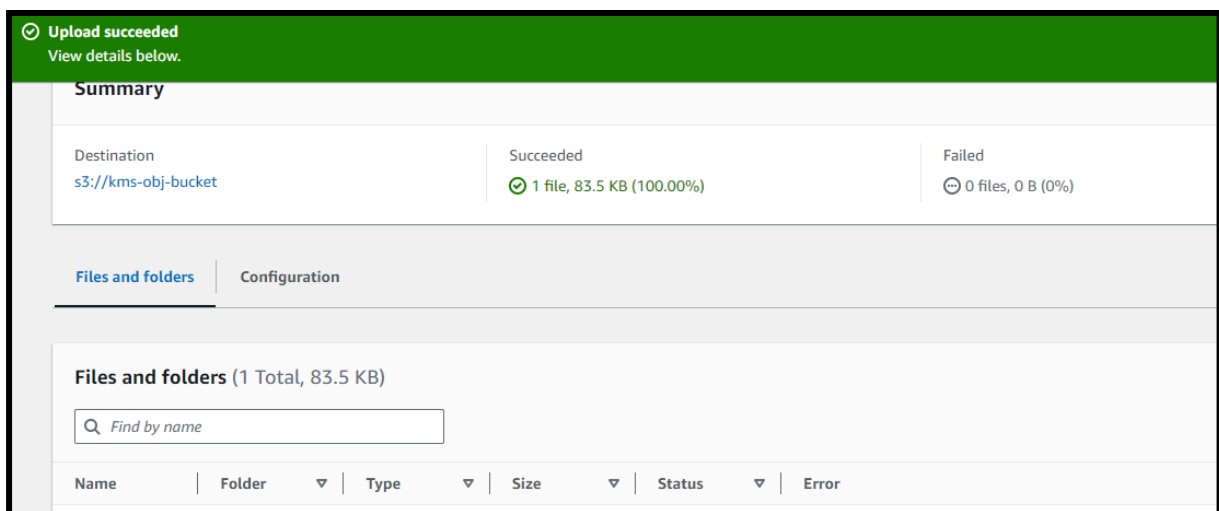 Upload succeeded
View details below.
Summary
Destination
Succeeded
Failed
s3://kms-obj-bucket
1 file, 83.5 KB (100.00%)
0 files, 0 B (0%)
Files and folders
Configuration
Files and folders (1 Total, 83.5 KB)
Find by name
Name
Folder
Type
Size
Status
Error